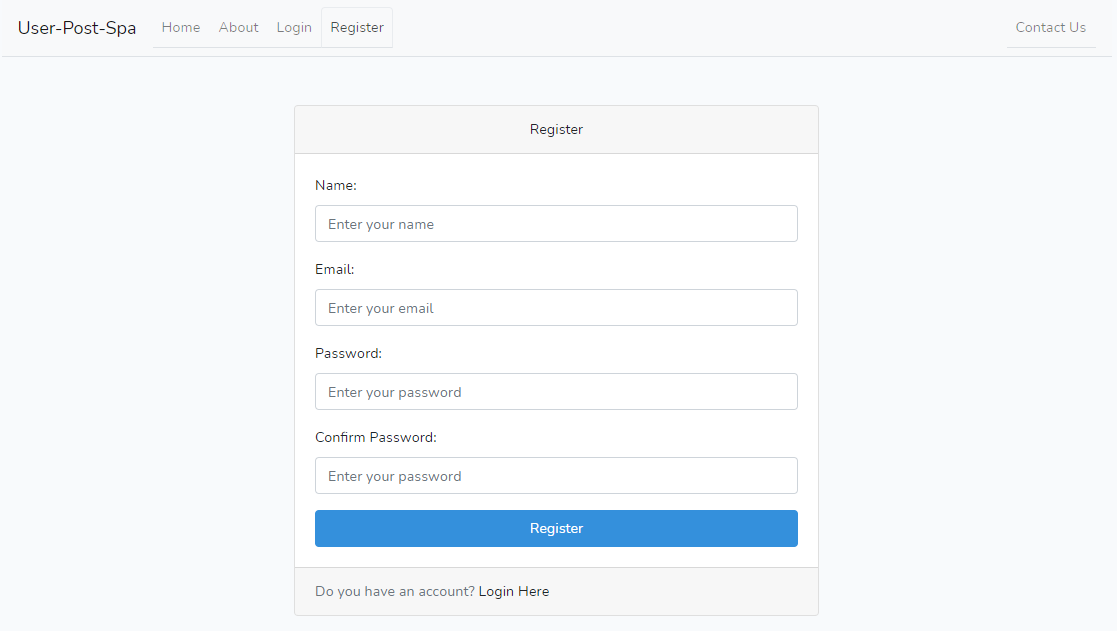 User-Post-Spa Home About Login Register Contact Us
Register
Name:
Enter your name
Email:
Enter your email
Password:
Enter your password
Confirm Password:
Enter your password
Register
Do you have an account? Login Here